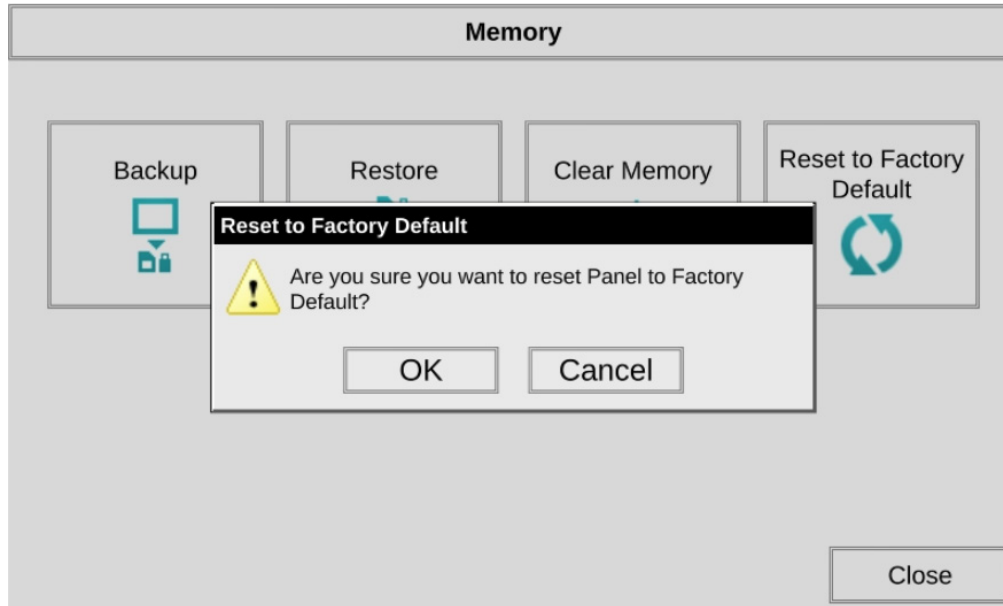 Memory
Backup
Restore
Clear Memory
Reset to Factory
Default
Reset to Factory Default
Are you sure you want to reset Panel to Factory
Default?
OK
Cancel
Close